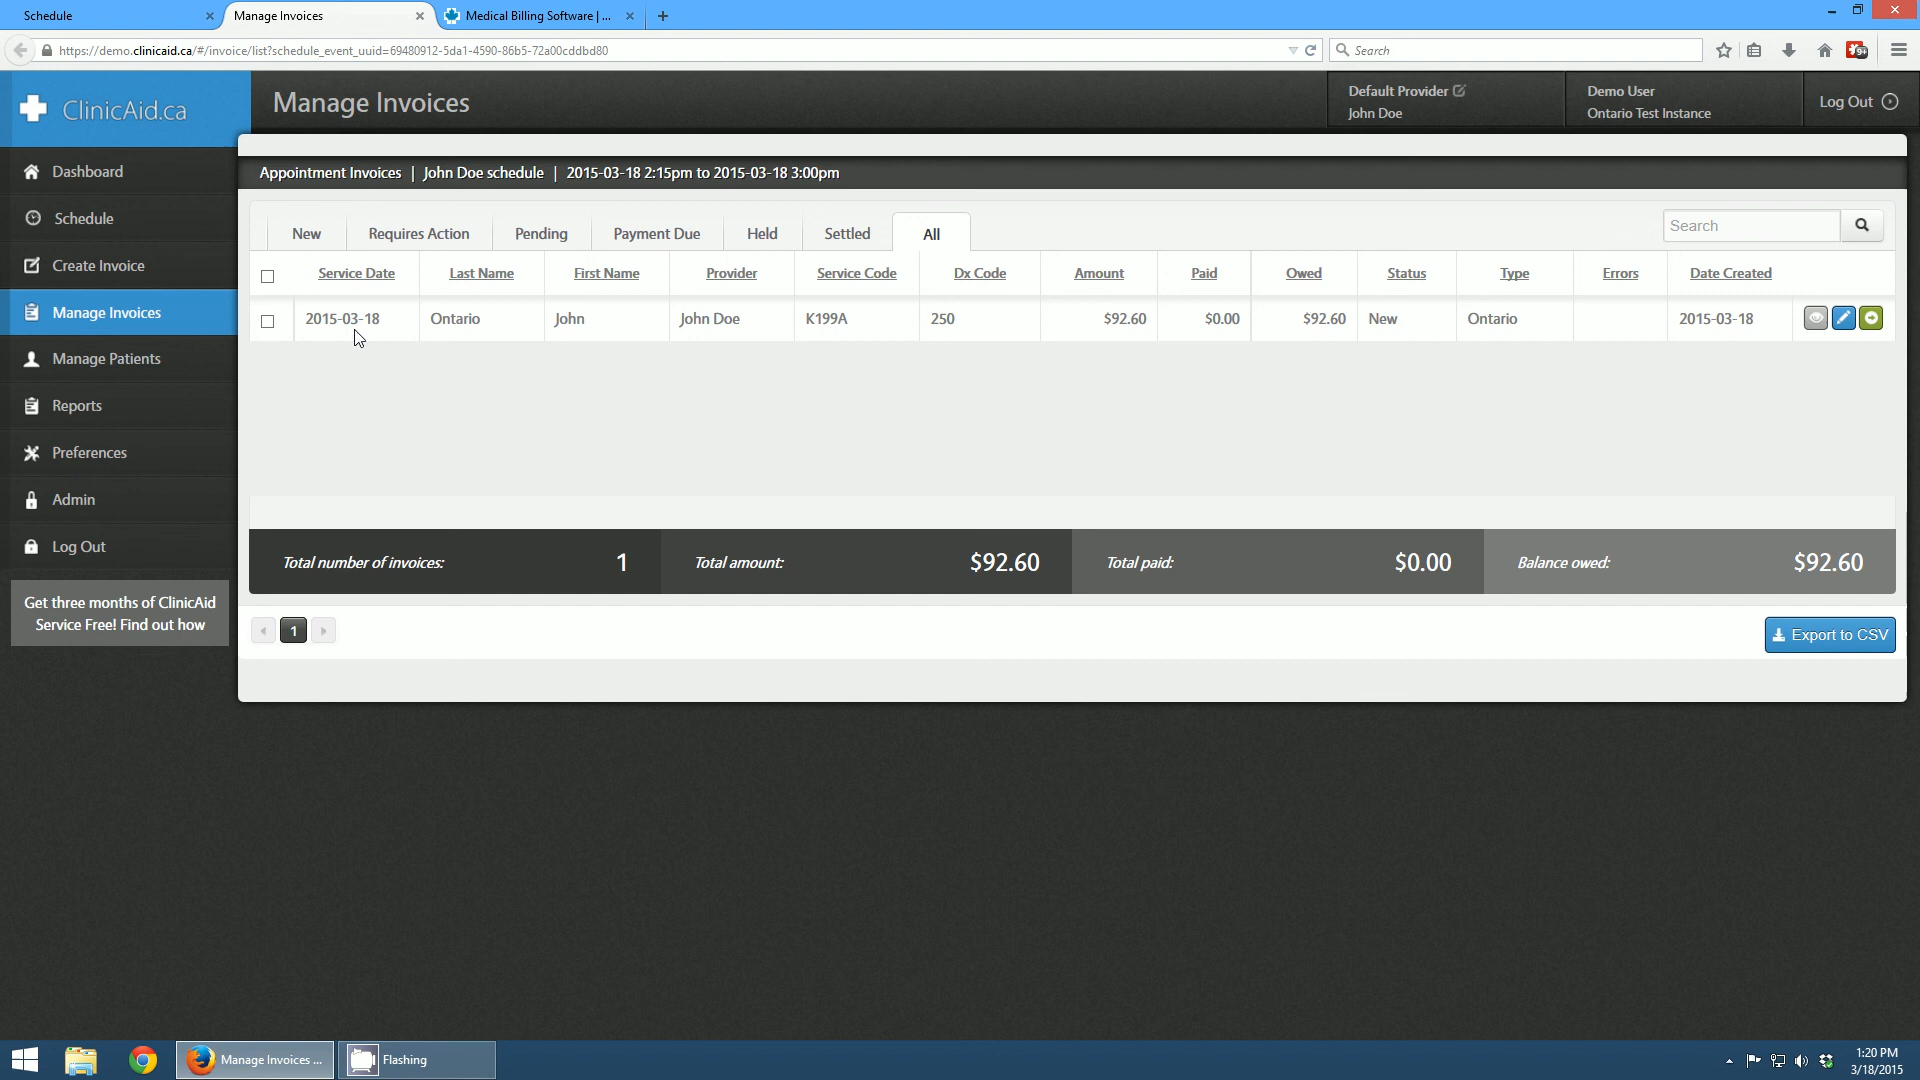 Schedule
Manage Invoices
Medical Billing Software | ...
https://demo.clinicaid.ca/#/invoice/list?schedule_event_uuid=69480912-5da1-4590-86b5-72a00cddbd80
Search
9+
ClinicAid.ca
Manage Invoices
Default Provider
John Doe
Demo User
Ontario Test Instance
Log Out
Dashboard
Schedule
Create Invoice
Manage Invoices
Manage Patients
Reports
Preferences
Admin
Log Out
Get three months of ClinicAid
Service Free! Find out how
Appointment Invoices | John Doe schedule | 2015-03-18 2:15pm to 2015-03-18 3:00pm
New Requires Action Pending Payment Due Held Settled All
Search
Service Date Last Name First Name Provider Service Code Dx Code Amount Paid Owed Status Type Errors Date Created
2015-03-18 Ontario John John Doe K199A 250 $92.60 $0.00 $92.60 New Ontario 2015-03-18
Total number of invoices: 1 Total amount: $92.60 Total paid: $0.00 Balance owed: $92.60
1
Export to CSV
Manage Invoices ...
Flashing
1:20 PM
3/18/2015